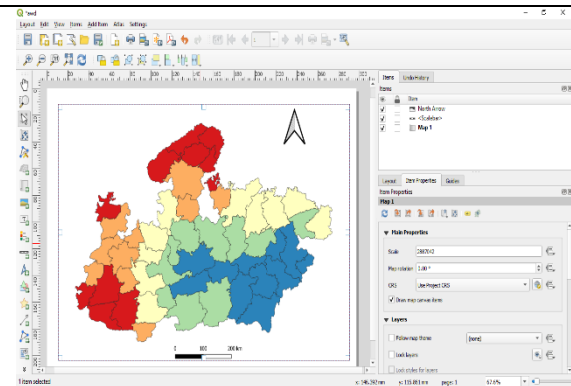 Layout Edit View Items Add Item Atlas Settings
Items Undo History
Items
Item
North Arrow
<Scalebar>
Map 1
0 100 200 km
Layout Item Properties Guides
Item Properties
Map 1
Main Properties
Scale
Map rotation 0.00 °
CRS Use Project CRS
Draw map canvas items
Layers
Follow map theme (none)
Lock layers
Lock styles for layers
1 item selected
page: 1